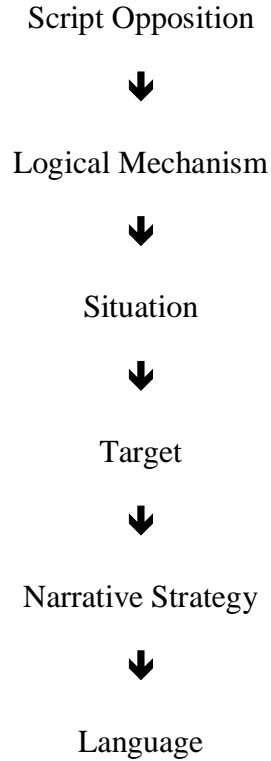 Script Opposition
🡻
Logical Mechanism
🡻
Situation
🡻
Target
🡻
Narrative Strategy
🡻
Language